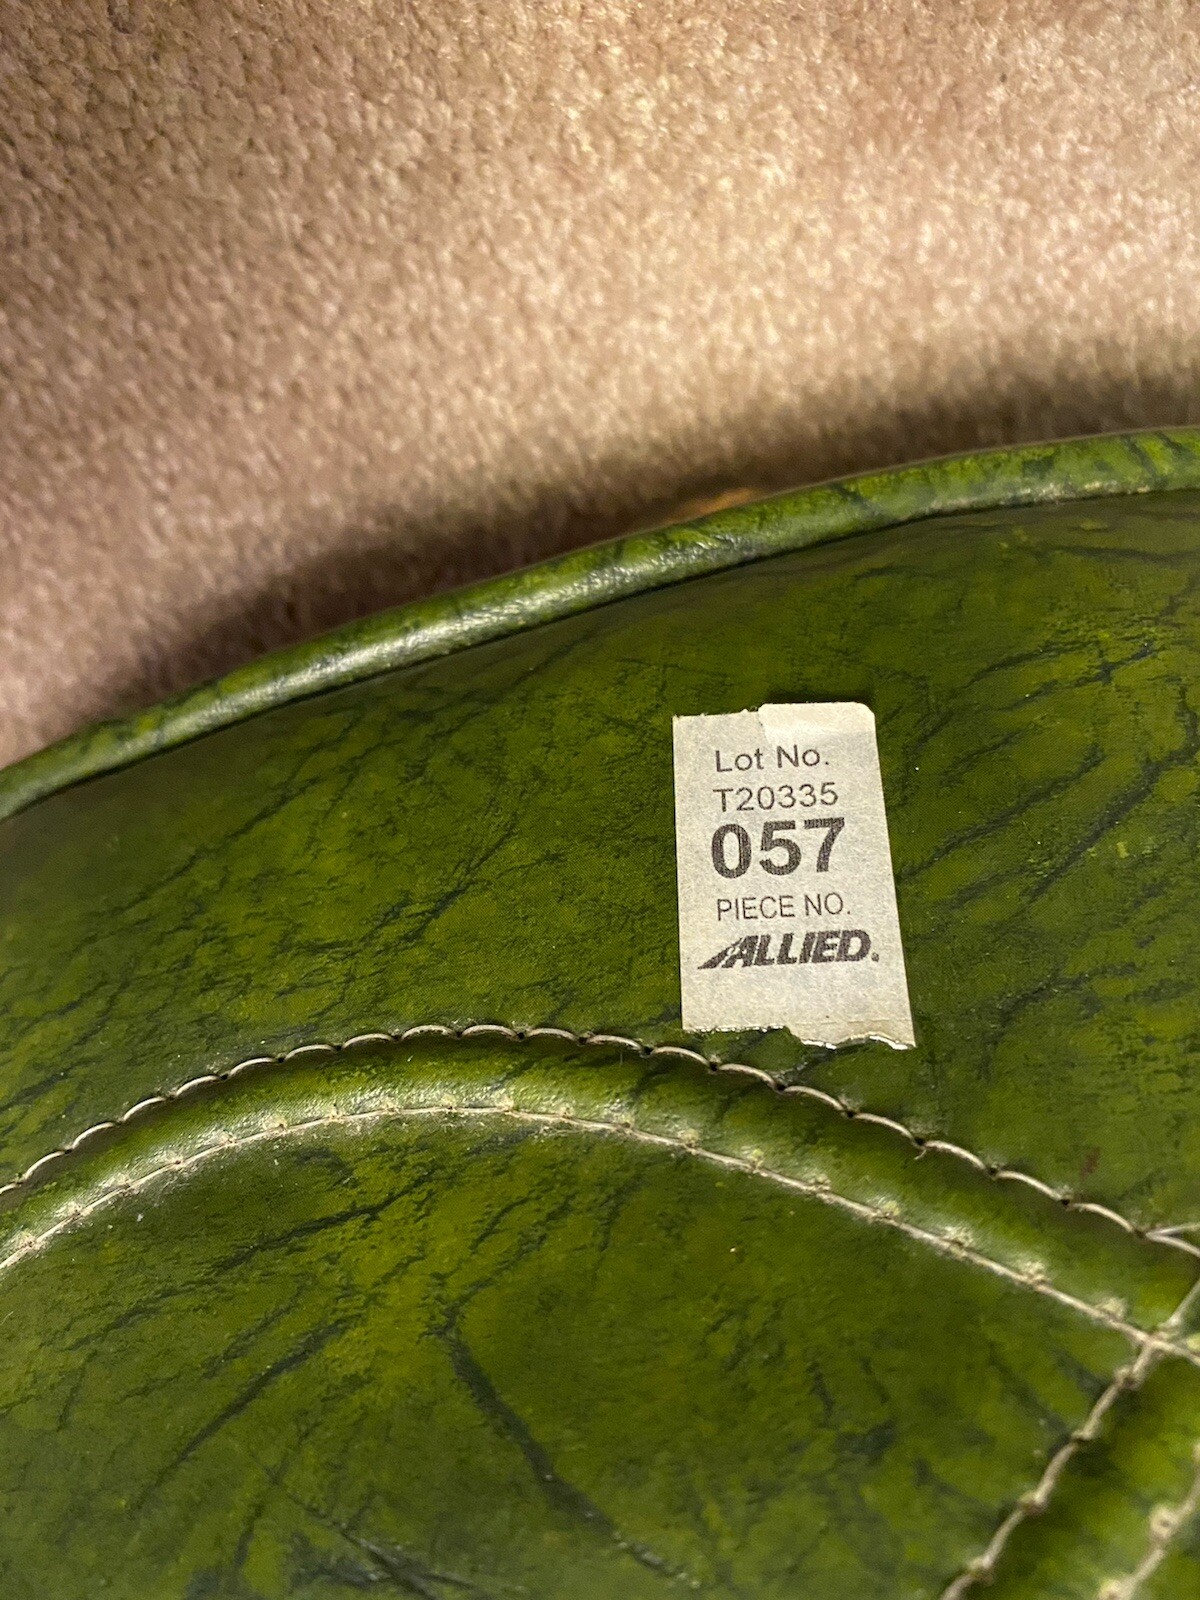 Lot No.
T20335
057
PIECE NO.
ALLIED.